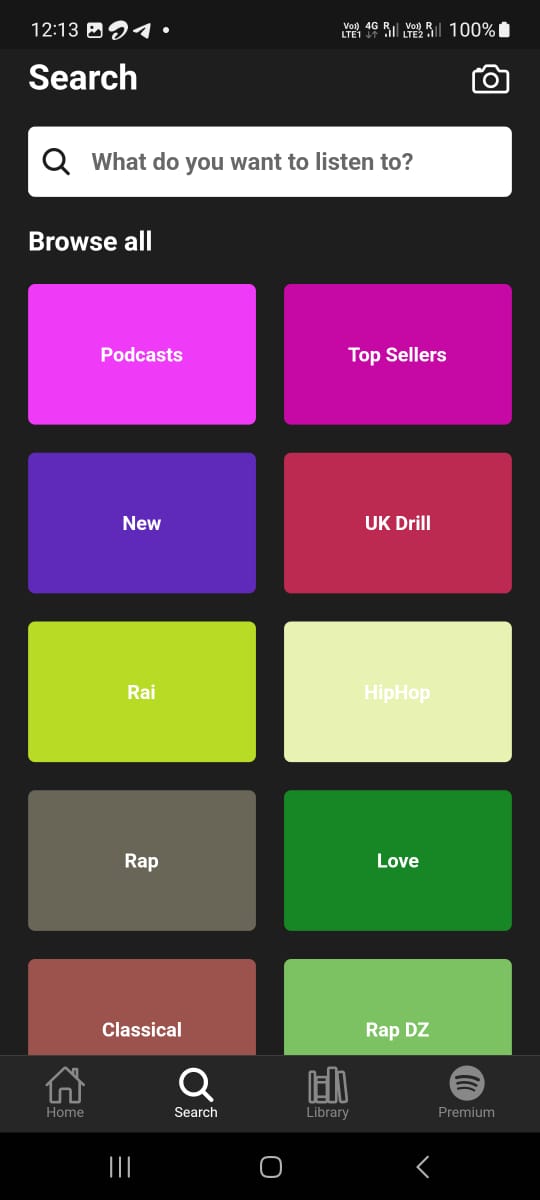 12:13
Vo)) 4G R Vo)) R 100%
LTE1 LTE2
Search
What do you want to listen to?
Browse all
Podcasts
Top Sellers
New
UK Drill
Rai
HipHop
Rap
Love
Classical
Rap DZ
Home
Search
Library
Premium